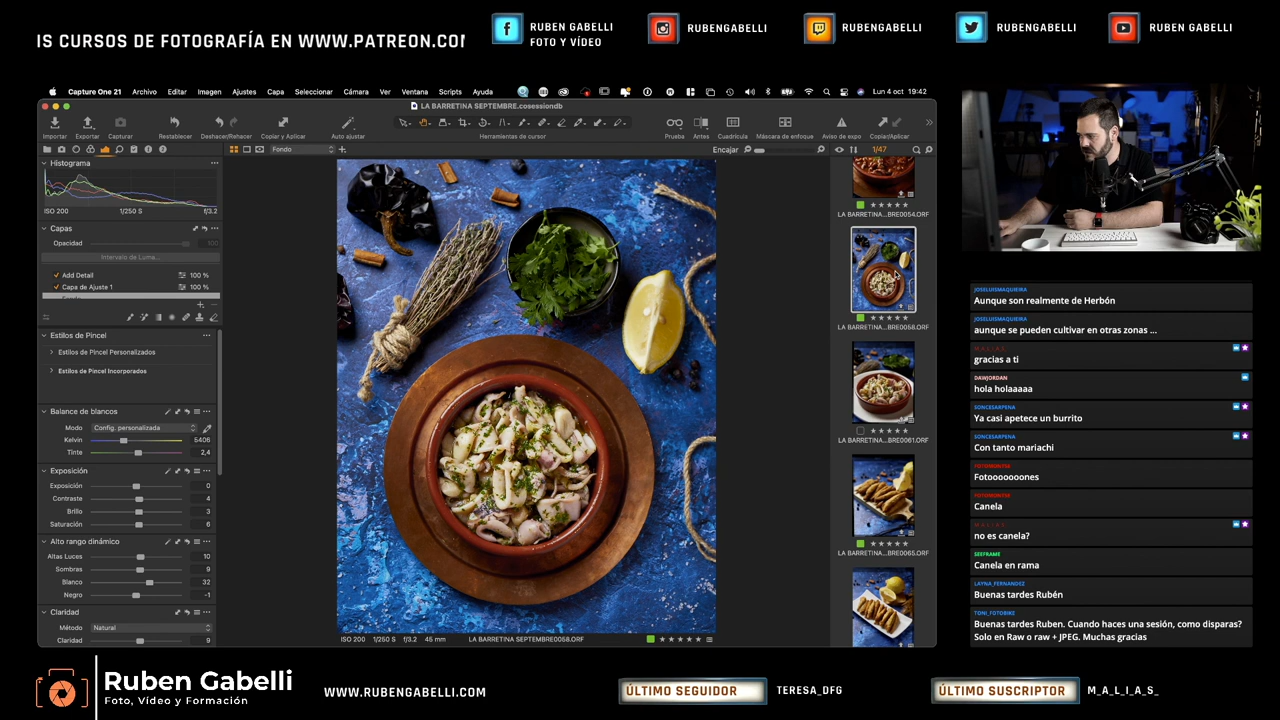 IS CURSOS DE FOTOGRAFÍA EN WWW.PATREON.COM
RUBEN GABELLI
FOTO Y VÍDEO
RUBENGABELLI
RUBENGABELLI
RUBENGABELLI
RUBEN GABELLI
Capture One 21 Archivo Editar Imagen Ajustes Capa Seleccionar Cámara Ver Ventana Scripts Ayuda
Lun 4 oct 19:42
LA BARRETINA SEPTEMBRE.cosessiondb
Importar Exportar Capturar Restablecer Deshacer/Rehacer Copiar y Aplicar Auto ajustar Herramientas de cursor Prueba Antes Cuadrícula Máscara de enfoque Aviso de expo Copiar/Aplicar
Fondo
Encajar
1/47
Histograma
ISO 200 1/250 S f/3.2
Capas
Opacidad 100
Intervalo de Luma...
Add Detail 100 %
Capa de Ajuste 1 100 %
Estilos de Pincel
Estilos de Pincel Personalizados
Estilos de Pincel Incorporados
Balance de blancos
Modo Config. personalizada
Kelvin 5406
Tinte 2,4
Exposición
Exposición 0
Contraste 4
Brillo 3
Saturación 6
Alto rango dinámico
Altas Luces 10
Sombras 9
Blanco 32
Negro -1
Claridad
Método Natural
Claridad 9
ISO 200 1/250 S f/3.2 45 mm LA BARRETINA SEPTEMBRE0058.ORF
LA BARRETINA...BRE0054.ORF
LA BARRETINA...BRE0058.ORF
LA BARRETINA...BRE0061.ORF
LA BARRETINA...BRE0065.ORF
JOSELUISMAQUIEIRA
Aunque son realmente de Herbón
JOSELUISMAQUIEIRA
aunque se pueden cultivar en otras zonas ...
M_A_L_I_A_S_
gracias a ti
DAWJORDAN
hola holaaaaa
SONCESARPENA
Ya casi apetece un burrito
SONCESARPENA
Con tanto mariachi
FOTOMONTSE
Fotooooooones
FOTOMONTSE
Canela
M_A_L_I_A_S_
no es canela?
SEEFRAME
Canela en rama
LAYNA_FERNANDEZ
Buenas tardes Rubén
TONI_FOTOBIKE
Buenas tardes Ruben. Cuando haces una sesión, como disparas? Solo en Raw o raw + JPEG. Muchas gracias
Ruben Gabelli
Foto, Vídeo y Formación
WWW.RUBENGABELLI.COM
ÚLTIMO SEGUIDOR
TERESA_DFG
ÚLTIMO SUSCRIPTOR
M_A_L_I_A_S_